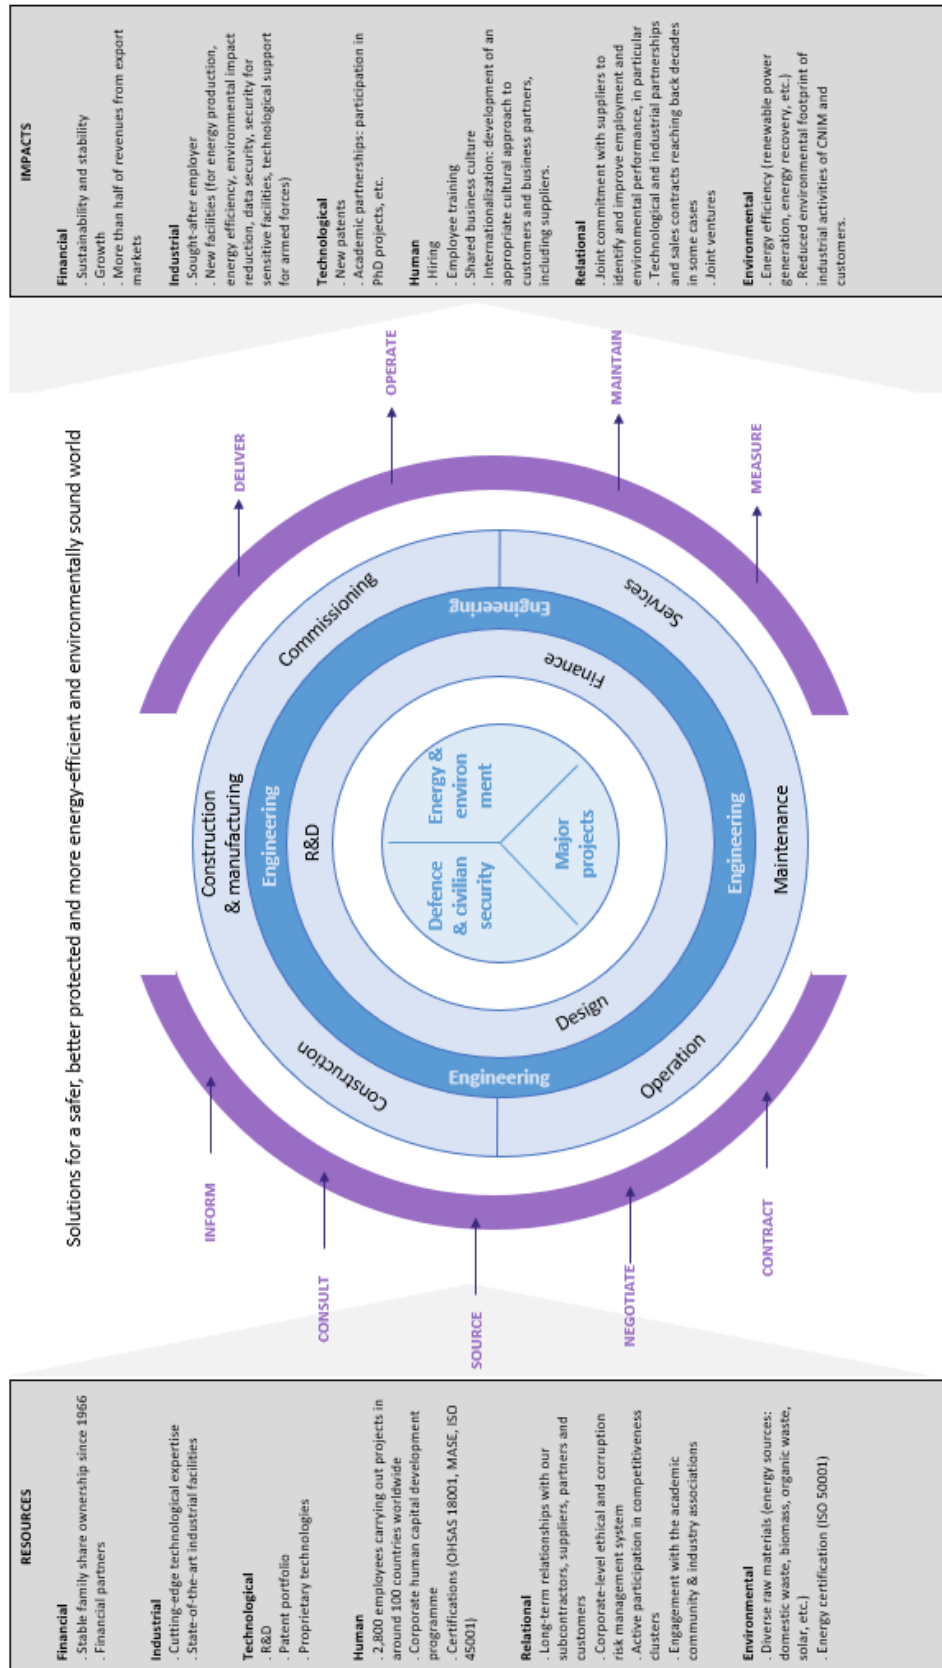 Solutions for a safer, better protected and more energy-efficient and environmentally sound world
RESOURCES
Financial
. Stable family share ownership since 1966
. Financial partners
Industrial
. Cutting-edge technological expertise
. State-of-the-art industrial facilities
Technological
. R&D
. Patent portfolio
. Proprietary technologies
Human
. 2,800 employees carrying out projects in
around 100 countries worldwide
. Corporate human capital development
programme
. Certifications (OHSAS 18001, MASE, ISO
45001)
Relational
. Long-term relationships with our
subcontractors, suppliers, partners and
customers
. Corporate-level ethical and corruption
risk management system
. Active participation in competitiveness
clusters
. Engagement with the academic
community & industry associations
Environmental
. Diverse raw materials (energy sources:
domestic waste, biomass, organic waste,
solar, etc.)
. Energy certification (ISO 50001)
INFORM
CONSULT
SOURCE
NEGOTIATE
CONTRACT
Construction
& manufacturing
Construction
Commissioning
Engineering
R&D
Engineering
Engineering
Defence
& civilian
security
Energy &
environ
ment
Major
projects
Design
Finance
Engineering
Operation
Services
Maintenance
DELIVER
OPERATE
MAINTAIN
MEASURE
IMPACTS
Financial
. Sustainability and stability
. Growth
. More than half of revenues from export
markets
Industrial
. Sought-after employer
. New facilities (for energy production,
energy efficiency, environmental impact
reduction, data security, security for
sensitive facilities, technological support
for armed forces)
Technological
. New patents
. Academic partnerships: participation in
PhD projects, etc.
Human
. Hiring
. Employee training
. Shared business culture
. Internationalization: development of an
appropriate cultural approach to
customers and business partners,
including suppliers.
Relational
. Joint commitment with suppliers to
identify and improve employment and
environmental performance, in particular
. Technological and industrial partnerships
and sales contracts reaching back decades
in some cases
. Joint ventures
Environmental
. Energy efficiency (renewable power
generation, energy recovery, etc.)
. Reduced environmental footprint of
industrial activities of CNIM and
customers.